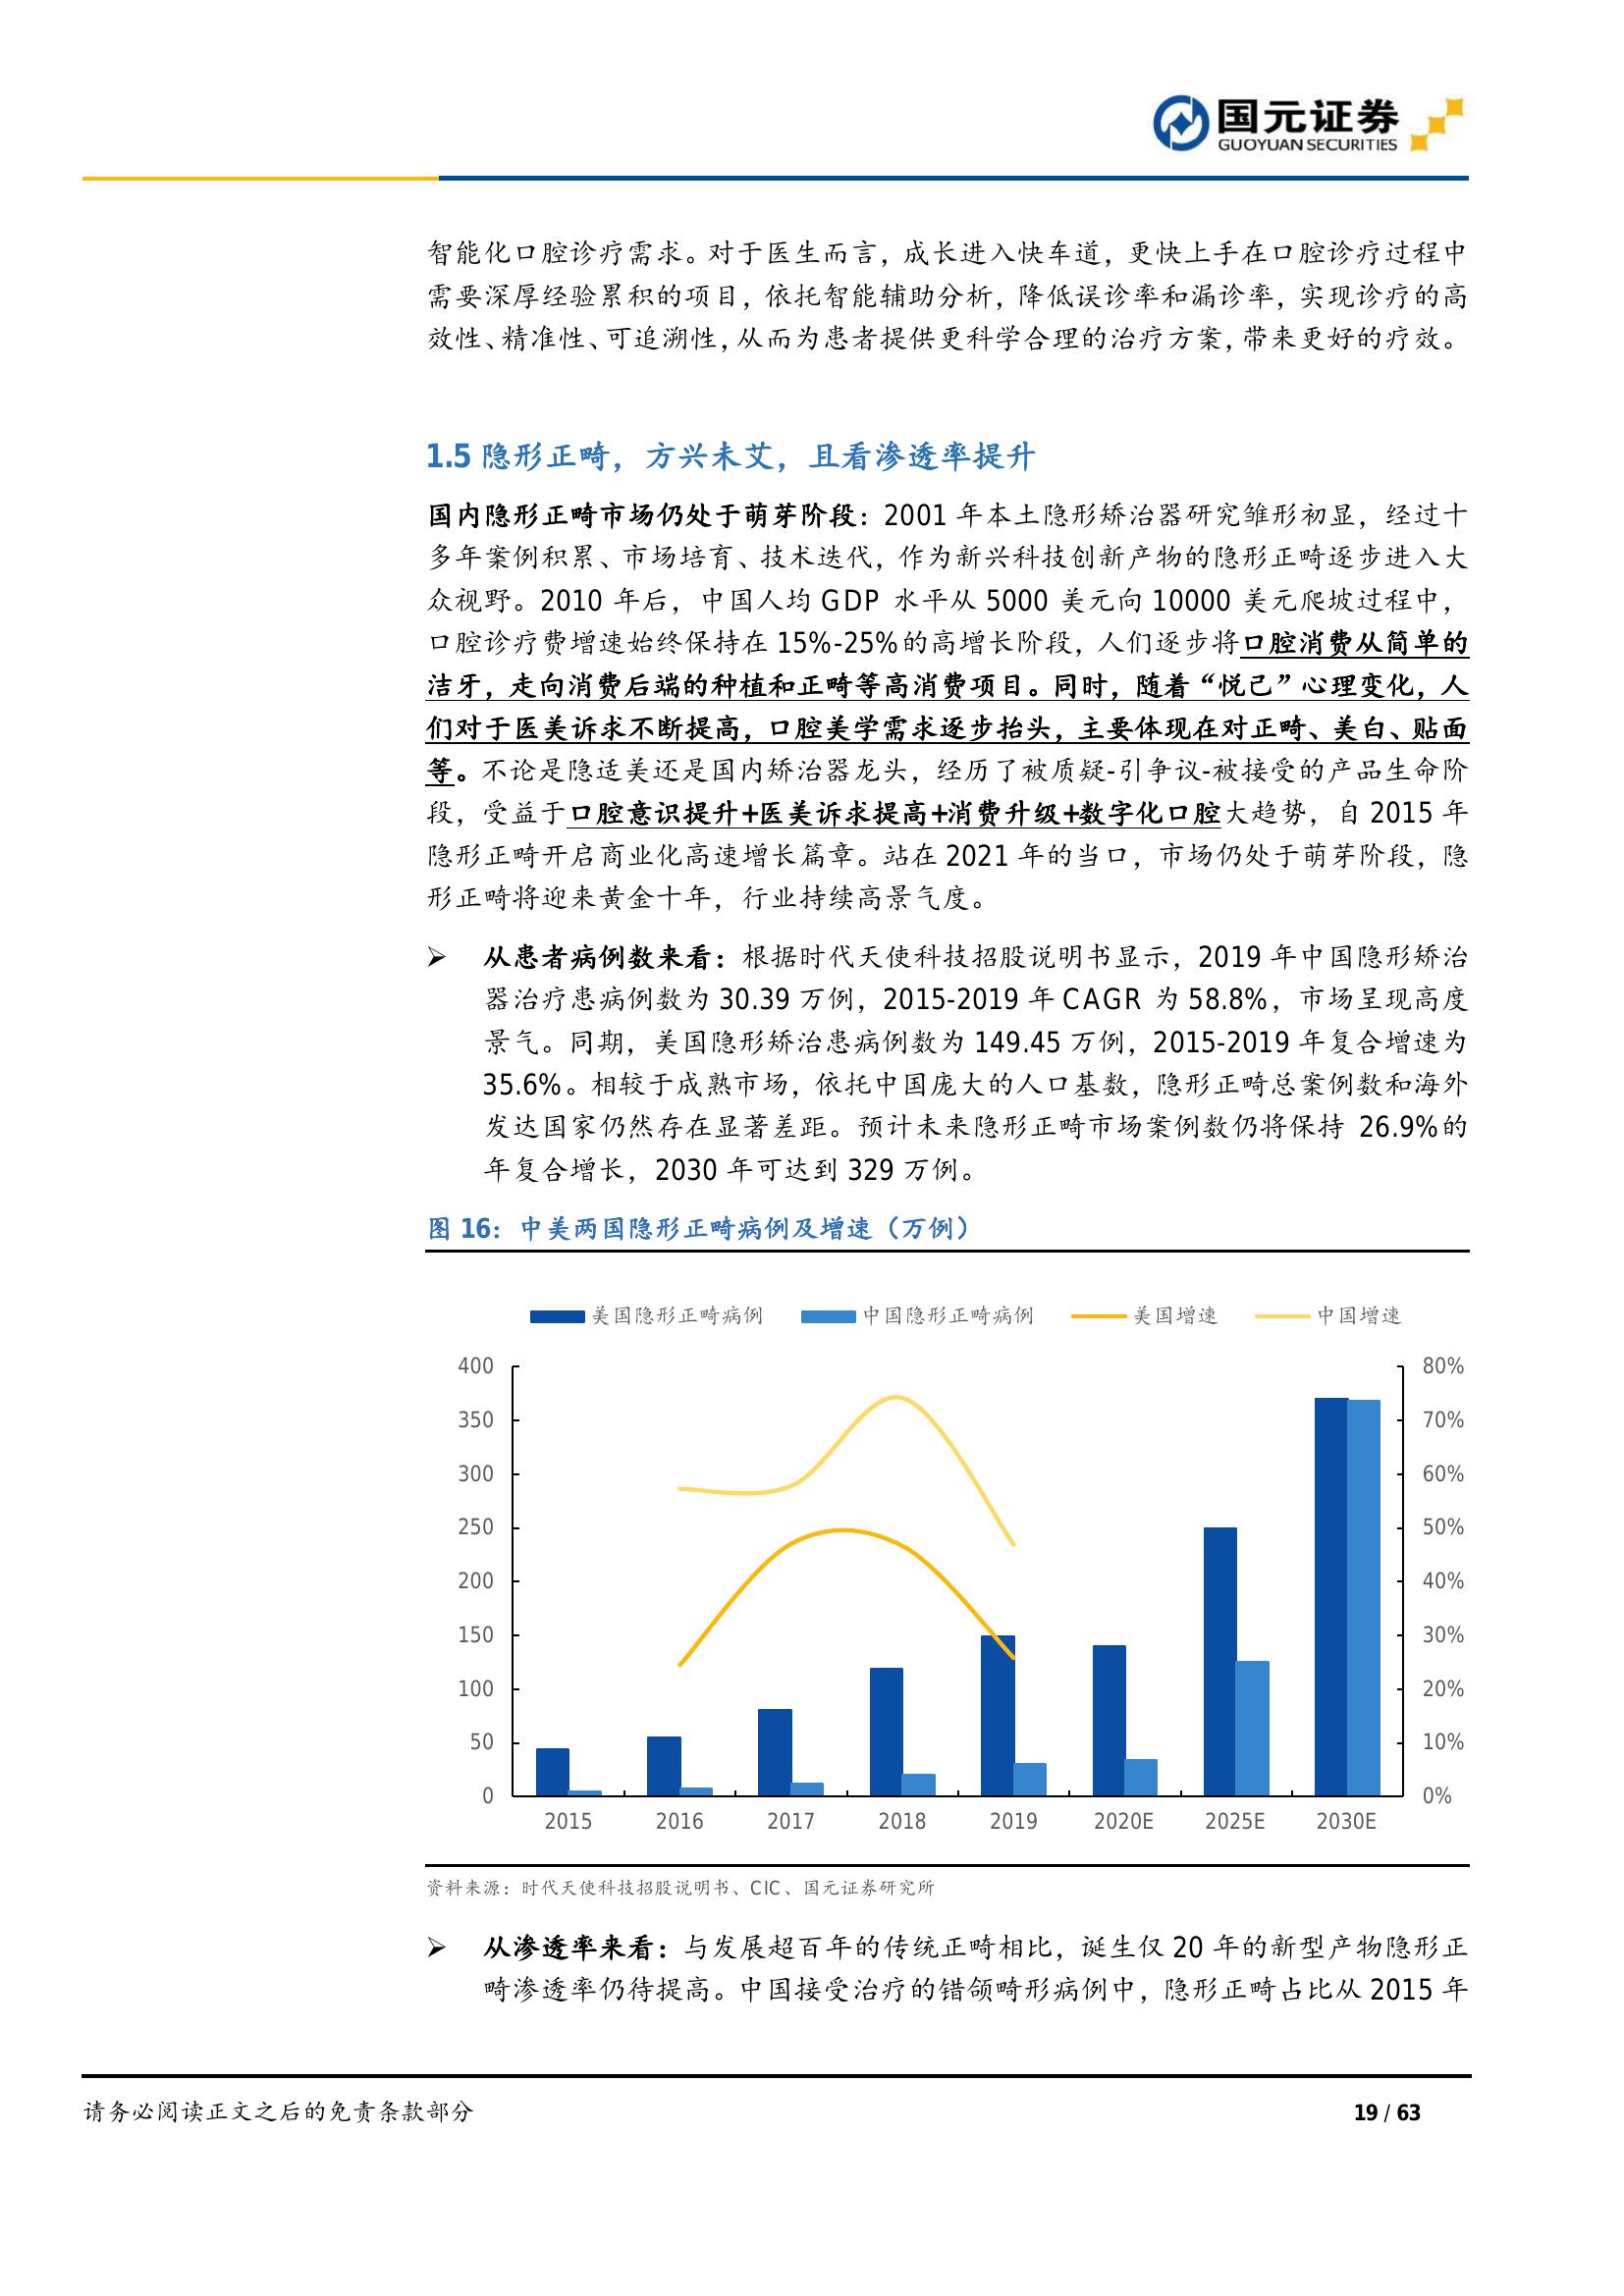 国元证券
GUOYUAN SECURITIES
智能化口腔诊疗需求。对于医生而言，成长进入快车道，更快上手在口腔诊疗过程中
需要深厚经验累积的项目，依托智能辅助分析，降低误诊率和漏诊率，实现诊疗的高
效性、精准性、可追溯性，从而为患者提供更科学合理的治疗方案，带来更好的疗效。
1.5 隐形正畸，方兴未艾，且看渗透率提升
国内隐形正畸市场仍处于萌芽阶段：2001 年本土隐形矫治器研究雏形初显，经过十
多年案例积累、市场培育、技术迭代，作为新兴科技创新产物的隐形正畸逐步进入大
众视野。2010 年后，中国人均 GDP 水平从 5000 美元向 10000 美元爬坡过程中，
口腔诊疗费增速始终保持在 15%-25%的高增长阶段，人们逐步将口腔消费从简单的
洁牙，走向消费后端的种植和正畸等高消费项目。同时，随着“悦己”心理变化，人
们对于医美诉求不断提高，口腔美学需求逐步抬头，主要体现在对正畸、美白、贴面
等。不论是隐适美还是国内矫治器龙头，经历了被质疑-引争议-被接受的产品生命阶
段，受益于口腔意识提升+医美诉求提高+消费升级+数字化口腔大趋势，自 2015 年
隐形正畸开启商业化高速增长篇章。站在 2021 年的当口，市场仍处于萌芽阶段，隐
形正畸将迎来黄金十年，行业持续高景气度。
➢ 从患者病例数来看：根据时代天使科技招股说明书显示，2019 年中国隐形矫治
器治疗患病例数为 30.39 万例，2015-2019 年 CAGR 为 58.8%，市场呈现高度
景气。同期，美国隐形矫治患病例数为 149.45 万例，2015-2019 年复合增速为
35.6%。相较于成熟市场，依托中国庞大的人口基数，隐形正畸总案例数和海外
发达国家仍然存在显著差距。预计未来隐形正畸市场案例数仍将保持 26.9%的
年复合增长，2030 年可达到 329 万例。
图 16：中美两国隐形正畸病例及增速（万例）
美国隐形正畸病例 中国隐形正畸病例 美国增速 中国增速
400 80%
350 70%
300 60%
250 50%
200 40%
150 30%
100 20%
50 10%
0 0%
2015 2016 2017 2018 2019 2020E 2025E 2030E
资料来源：时代天使科技招股说明书、CIC、国元证券研究所
➢ 从渗透率来看：与发展超百年的传统正畸相比，诞生仅 20 年的新型产物隐形正
畸渗透率仍待提高。中国接受治疗的错颌畸形病例中，隐形正畸占比从 2015 年
请务必阅读正文之后的免责条款部分 19 / 63